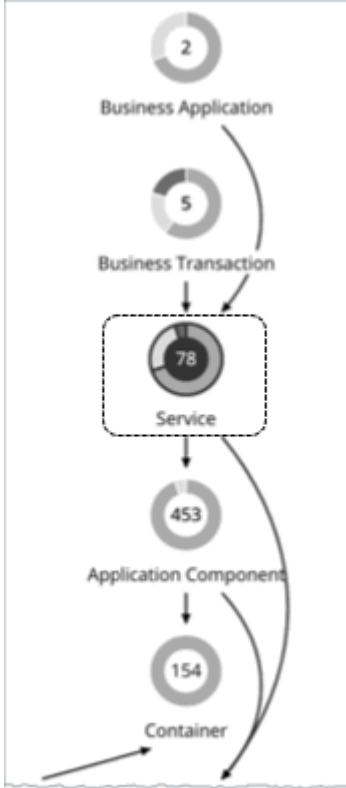 2
Business Application
5
Business Transaction
78
Service
453
Application Component
154
Container